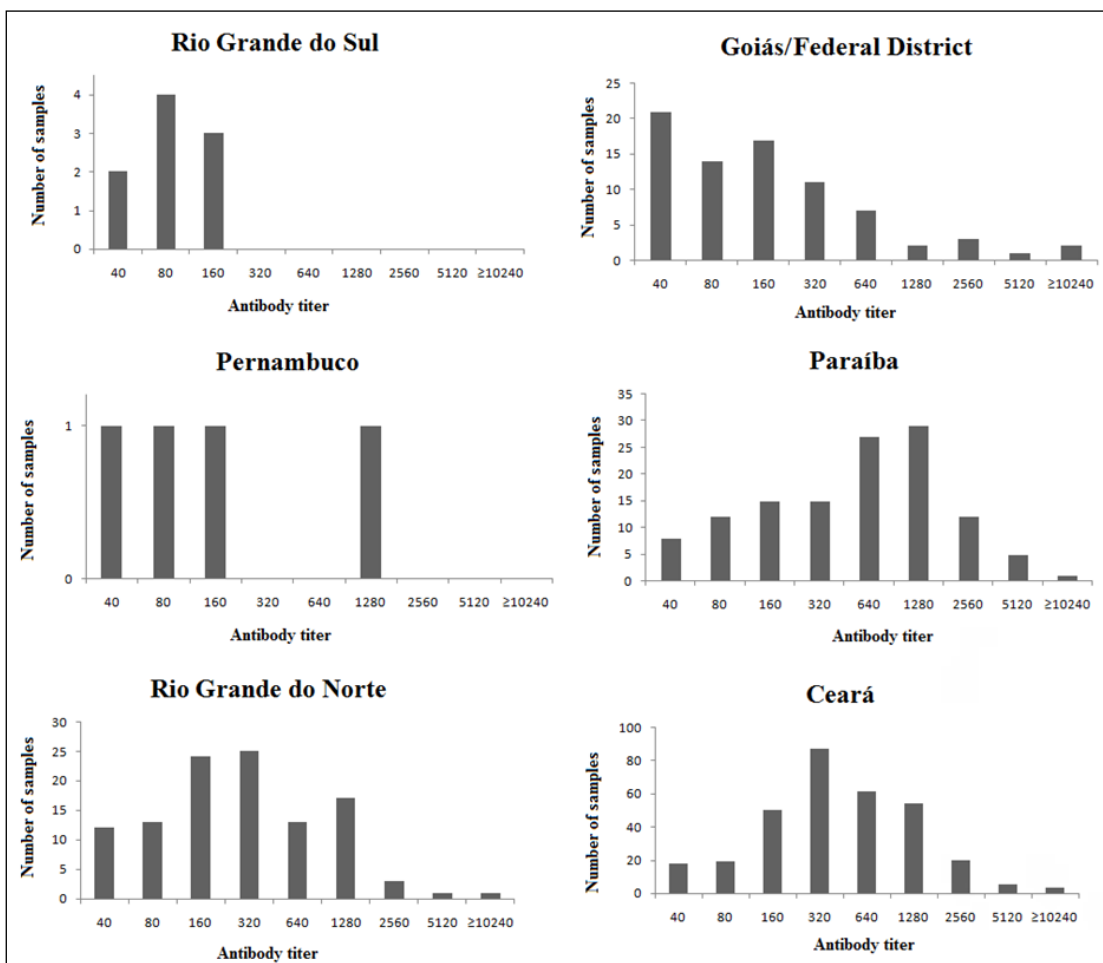 Rio Grande do Sul
Number of samples
4
3
2
1
0
40 80 160 320 640 1280 2560 5120 ≥10240
Antibody titer
Goiás/Federal District
Number of samples
25
20
15
10
5
0
40 80 160 320 640 1280 2560 5120 ≥10240
Antibody titer
Pernambuco
Number of samples
1
0
40 80 160 320 640 1280 2560 5120 ≥10240
Antibody titer
Paraíba
Number of samples
35
30
25
20
15
10
5
0
40 80 160 320 640 1280 2560 5120 ≥10240
Antibody titer
Rio Grande do Norte
Number of samples
30
25
20
15
10
5
0
40 80 160 320 640 1280 2560 5120 ≥10240
Antibody titer
Ceará
Number of samples
100
80
60
40
20
0
40 80 160 320 640 1280 2560 5120 ≥10240
Antibody titer